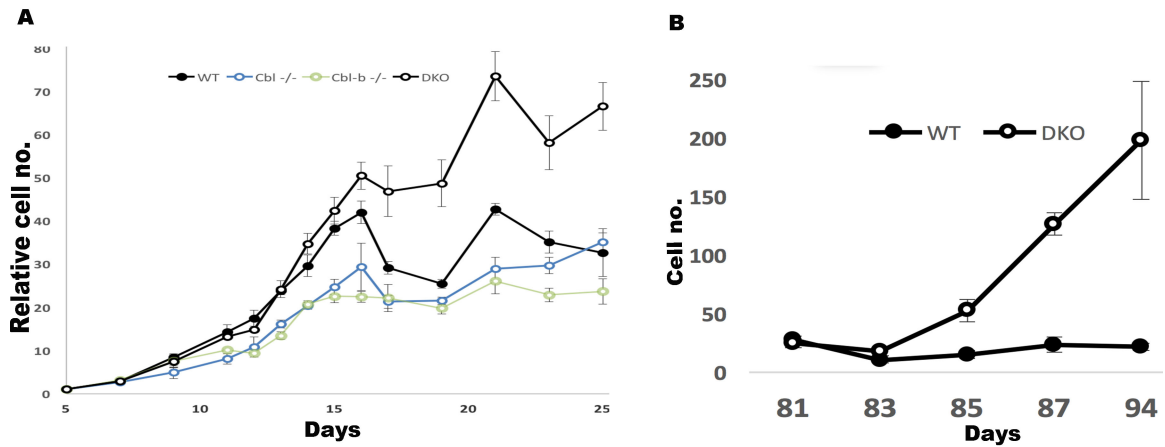 A
Relative cell no.
80
70
60
50
40
30
20
10
0
WT Cbl -/- Cbl-b -/- DKO
5 10 15 20 25
Days
B
Cell no.
250
200
150
100
50
0
WT DKO
81 83 85 87 94
Days